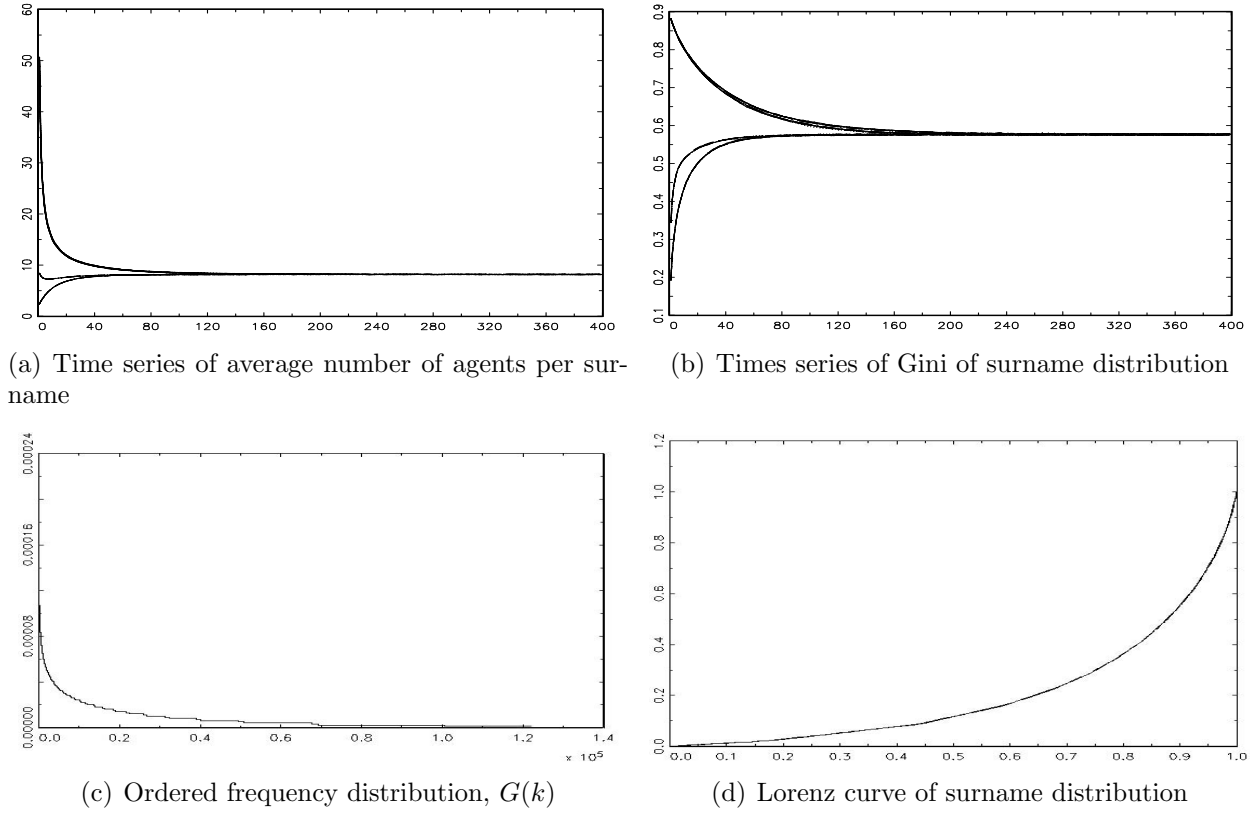 60
50
40
30
20
10
0
0 40 80 120 160 200 240 280 320 360 400
(a) Time series of average number of agents per sur-
name
0.9
0.8
0.7
0.6
0.5
0.4
0.3
0.2
0.1
0 40 80 120 160 200 240 280 320 360 400
(b) Times series of Gini of surname distribution
0.00024
0.00016
0.00008
0.00000
0.0 0.2 0.4 0.6 0.8 1.0 1.2 1.4
x 10⁵
(c) Ordered frequency distribution, G(k)
1.2
1.0
0.8
0.6
0.4
0.2
0.0
0.0 0.1 0.2 0.3 0.4 0.5 0.6 0.7 0.8 0.9 1.0
(d) Lorenz curve of surname distribution